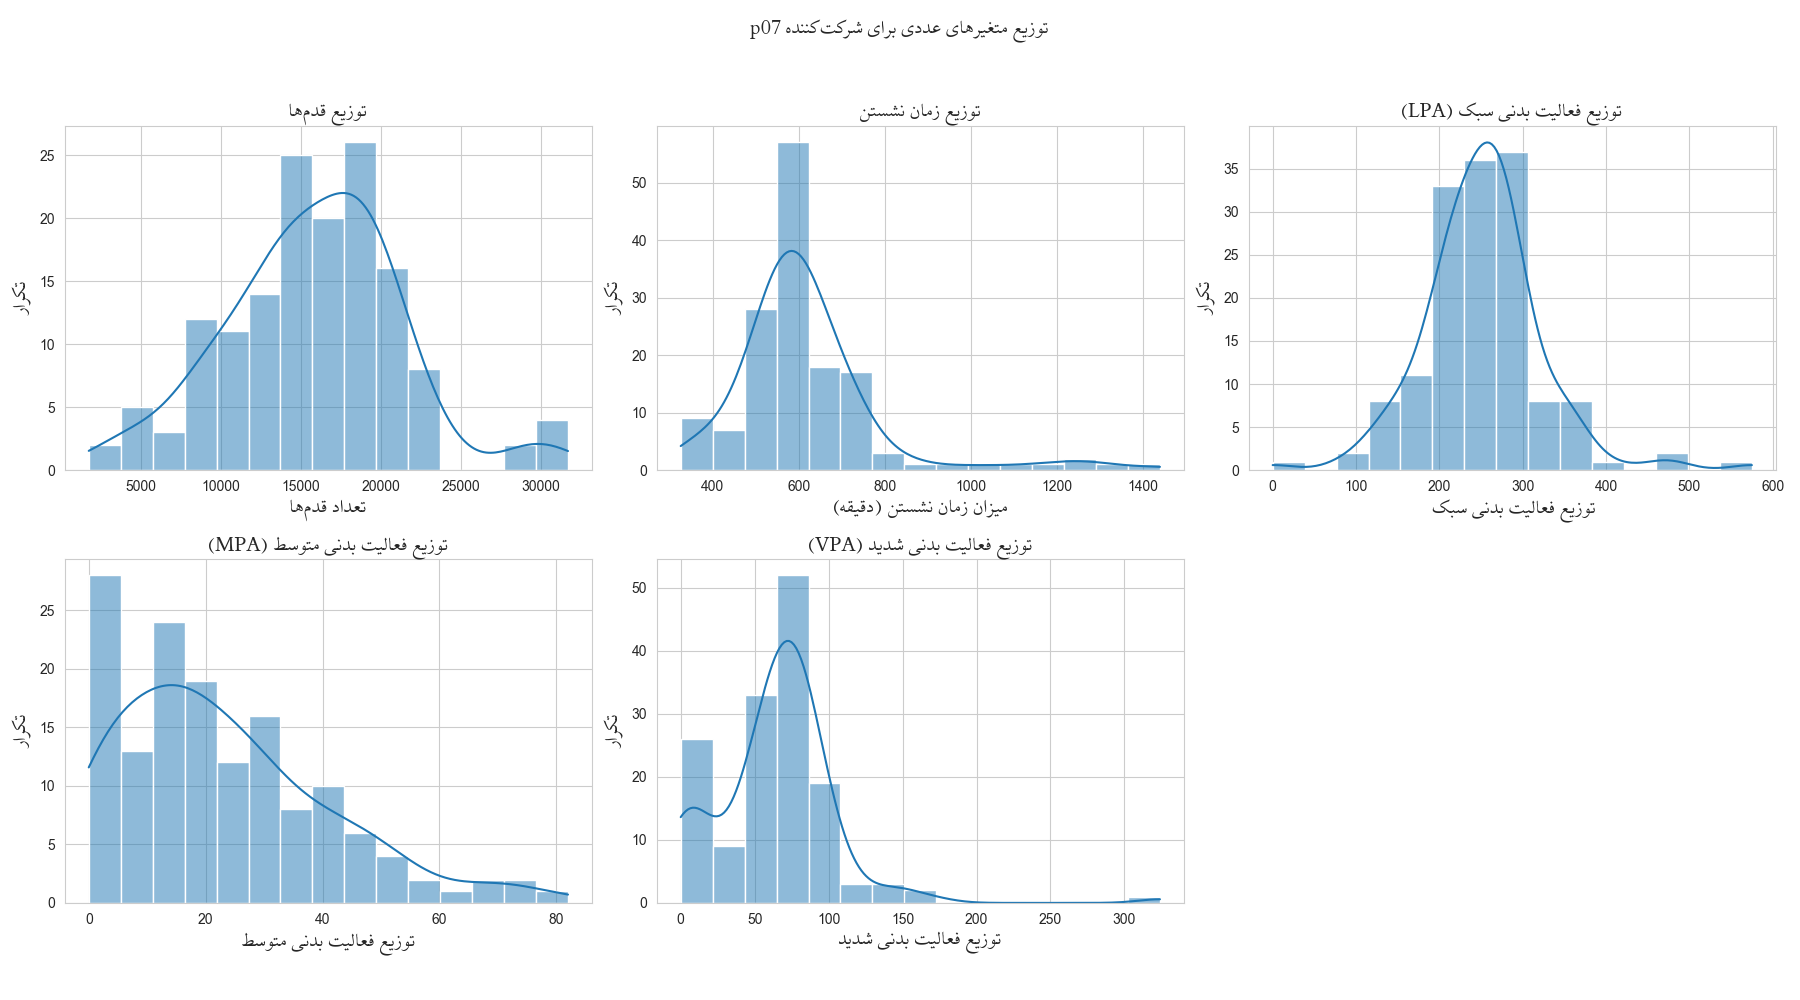 توزیع متغیرهای عددی برای شرکت‌کننده p07
توزیع قدم‌ها
تکرار
25
20
15
10
5
0
5000 10000 15000 20000 25000 30000
تعداد قدم‌ها
توزیع زمان نشستن
تکرار
50
40
30
20
10
0
400 600 800 1000 1200 1400
میزان زمان نشستن (دقیقه)
توزیع فعالیت بدنی سبک (LPA)
تکرار
35
30
25
20
15
10
5
0
0 100 200 300 400 500 600
توزیع فعالیت بدنی سبک
توزیع فعالیت بدنی متوسط (MPA)
تکرار
25
20
15
10
5
0
0 20 40 60 80
توزیع فعالیت بدنی متوسط
توزیع فعالیت بدنی شدید (VPA)
تکرار
50
40
30
20
10
0
0 50 100 150 200 250 300
توزیع فعالیت بدنی شدید